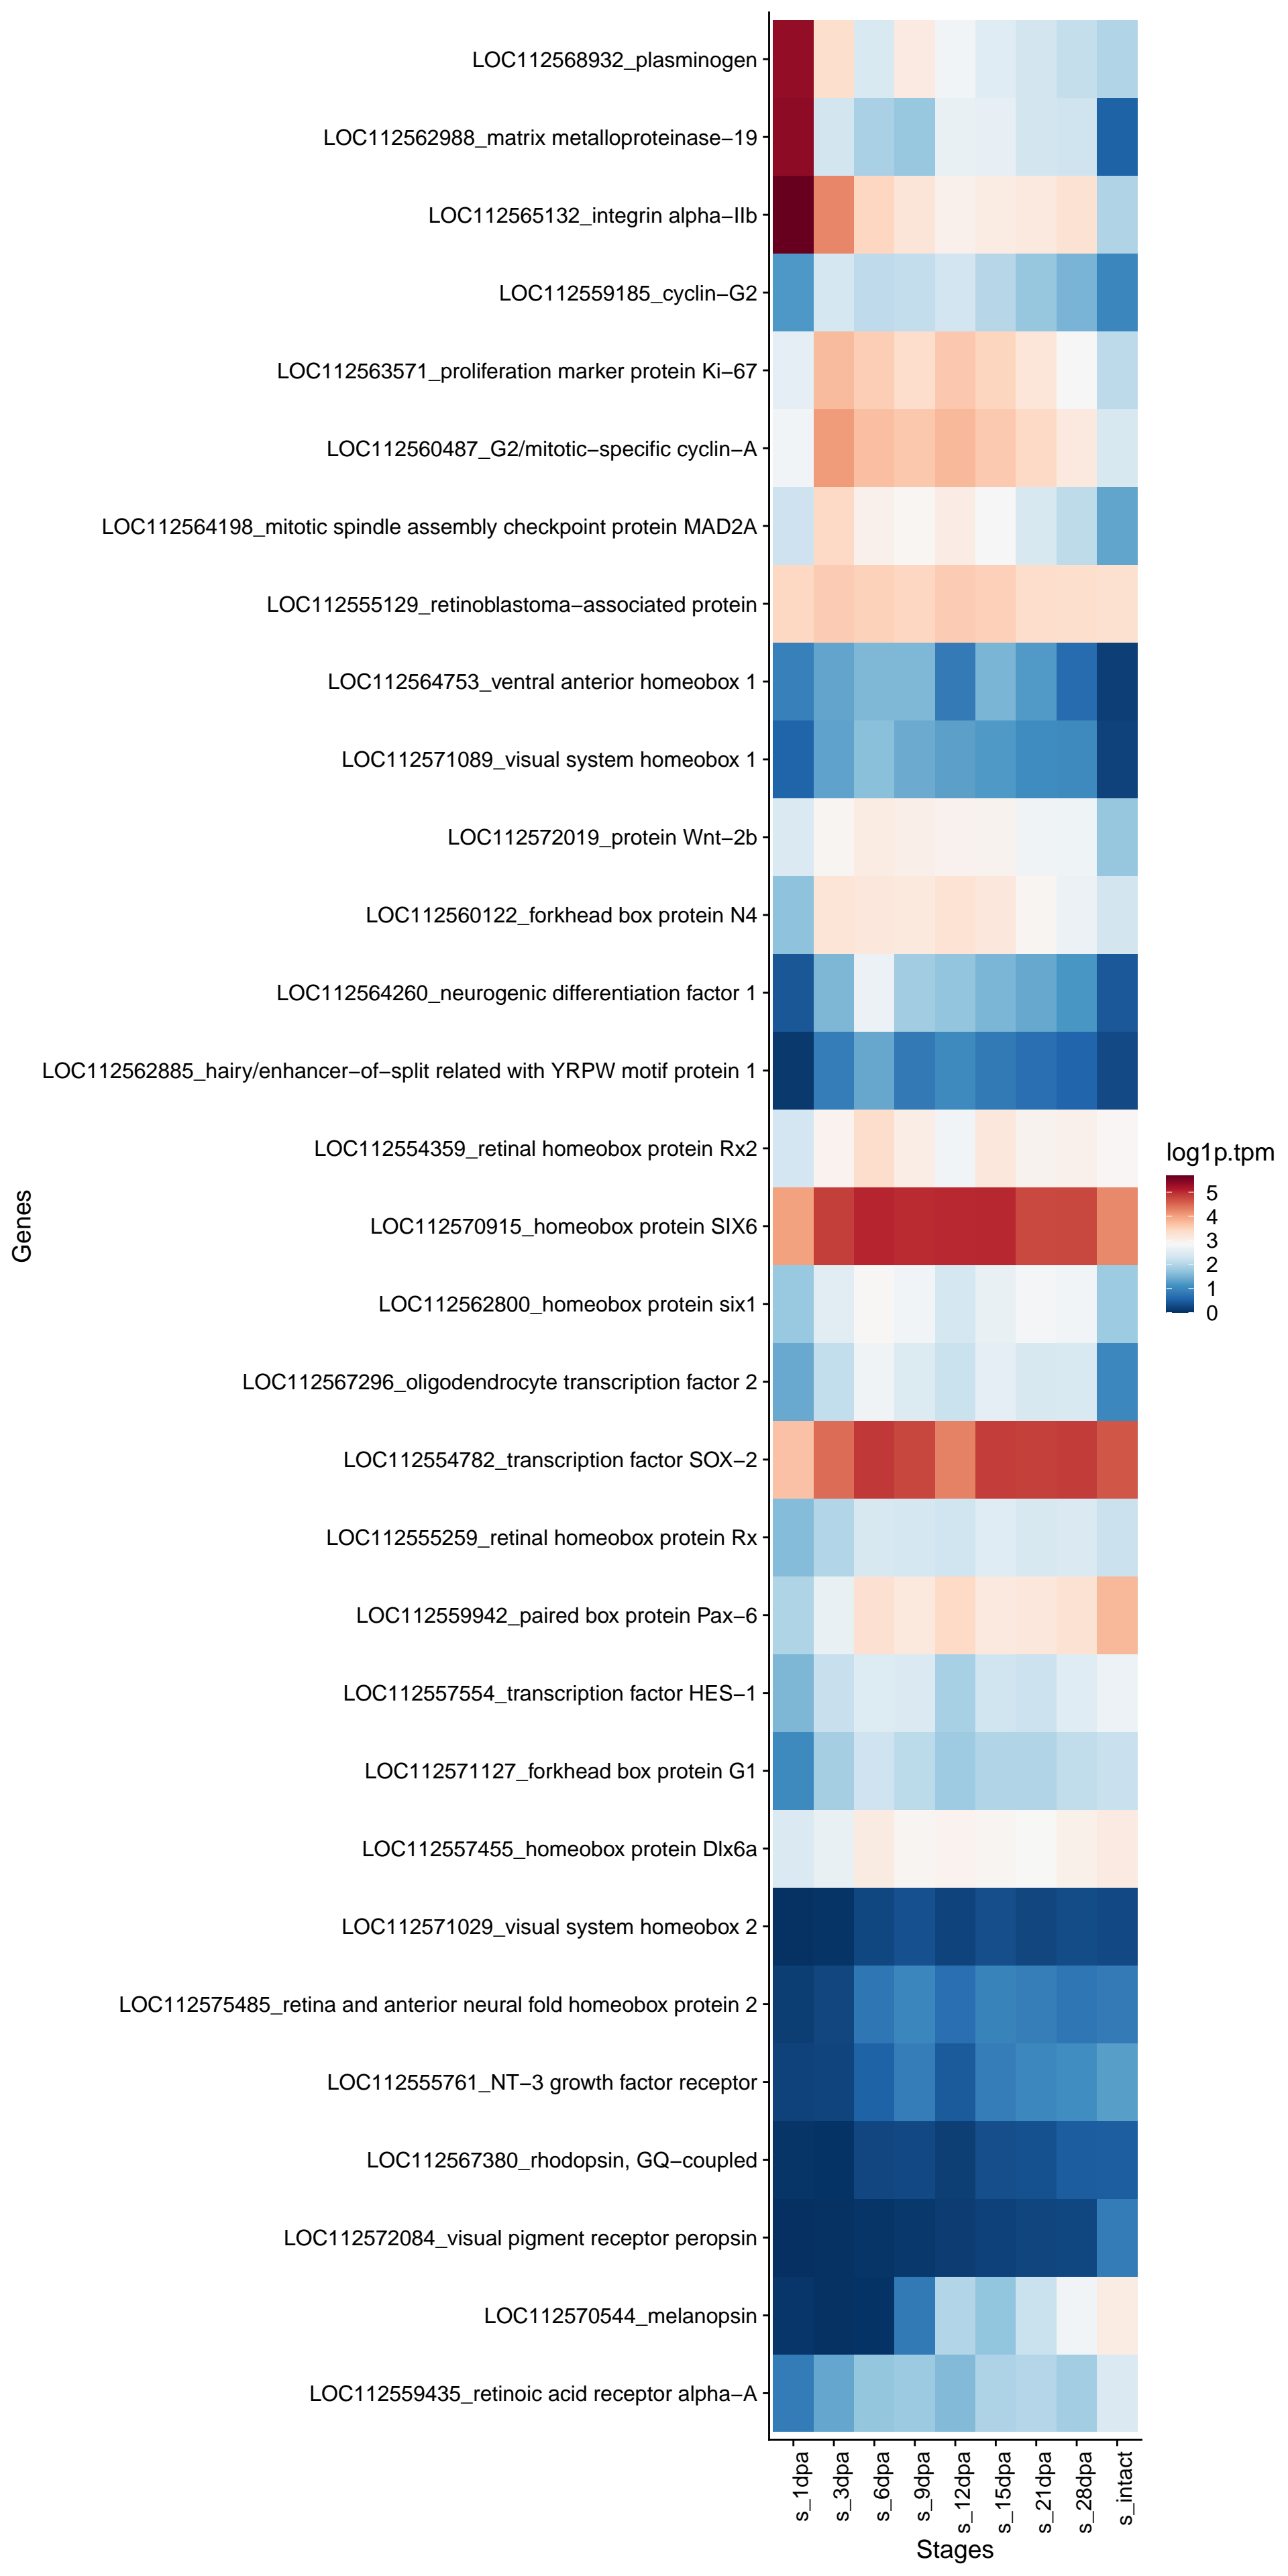 LOC112568932_plasminogen
LOC112562988_matrix metalloproteinase−19
LOC112565132_integrin alpha−IIb
LOC112559185_cyclin−G2
LOC112563571_proliferation marker protein Ki−67
LOC112560487_G2/mitotic−specific cyclin−A
LOC112564198_mitotic spindle assembly checkpoint protein MAD2A
LOC112555129_retinoblastoma−associated protein
LOC112564753_ventral anterior homeobox 1
LOC112571089_visual system homeobox 1
LOC112572019_protein Wnt−2b
LOC112560122_forkhead box protein N4
LOC112564260_neurogenic differentiation factor 1
LOC112562885_hairy/enhancer−of−split related with YRPW motif protein 1
LOC112554359_retinal homeobox protein Rx2
LOC112570915_homeobox protein SIX6
LOC112562800_homeobox protein six1
LOC112567296_oligodendrocyte transcription factor 2
LOC112554782_transcription factor SOX−2
LOC112555259_retinal homeobox protein Rx
LOC112559942_paired box protein Pax−6
LOC112557554_transcription factor HES−1
LOC112571127_forkhead box protein G1
LOC112557455_homeobox protein Dlx6a
LOC112571029_visual system homeobox 2
LOC112575485_retina and anterior neural fold homeobox protein 2
LOC112555761_NT−3 growth factor receptor
LOC112567380_rhodopsin, GQ−coupled
LOC112572084_visual pigment receptor peropsin
LOC112570544_melanopsin
LOC112559435_retinoic acid receptor alpha−A
Genes
s_1dpa
s_3dpa
s_6dpa
s_9dpa
s_12dpa
s_15dpa
s_21dpa
s_28dpa
s_intact
Stages
log1p.tpm
5
4
3
2
1
0